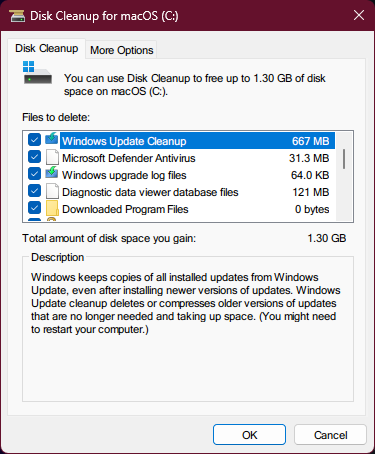 Disk Cleanup for macOS (C:)
Disk Cleanup
More Options
You can use Disk Cleanup to free up to 1.30 GB of disk
space on macOS (C:).
Files to delete:
Windows Update Cleanup 667 MB
Microsoft Defender Antivirus 31.3 MB
Windows upgrade log files 64.0 KB
Diagnostic data viewer database files 121 MB
Downloaded Program Files 0 bytes
Total amount of disk space you gain: 1.30 GB
Description
Windows keeps copies of all installed updates from Windows
Update, even after installing newer versions of updates. Windows
Update cleanup deletes or compresses older versions of updates
that are no longer needed and taking up space. (You might need
to restart your computer.)
OK
Cancel